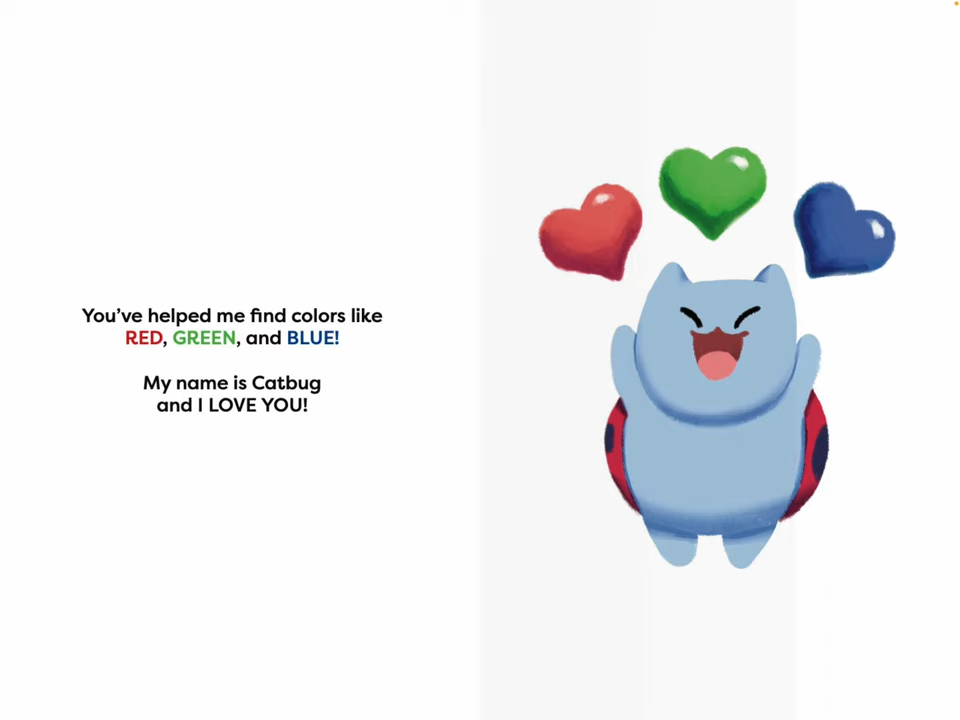 You've helped me find colors like
RED, GREEN, and BLUE!
My name is Catbug
and I LOVE YOU!